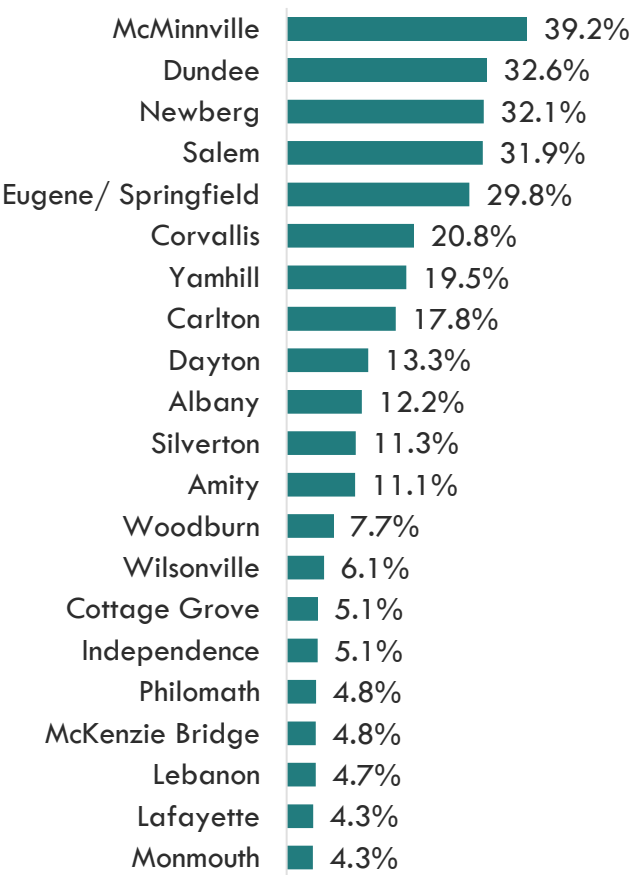 McMinnville 39.2%
Dundee 32.6%
Newberg 32.1%
Salem 31.9%
Eugene/ Springfield 29.8%
Corvallis 20.8%
Yamhill 19.5%
Carlton 17.8%
Dayton 13.3%
Albany 12.2%
Silverton 11.3%
Amity 11.1%
Woodburn 7.7%
Wilsonville 6.1%
Cottage Grove 5.1%
Independence 5.1%
Philomath 4.8%
McKenzie Bridge 4.8%
Lebanon 4.7%
Lafayette 4.3%
Monmouth 4.3%